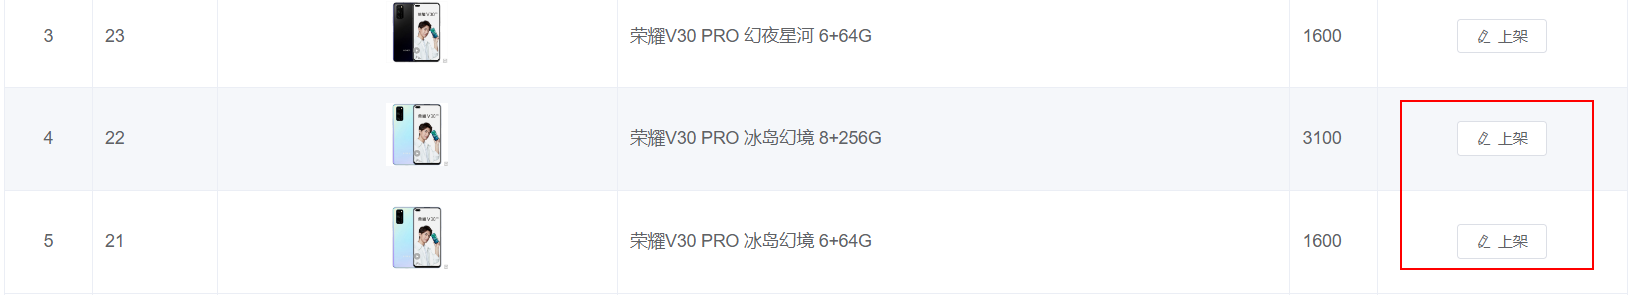 3 23 荣耀V30 PRO 幻夜星河 6+64G 1600 上架
4 22 荣耀V30 PRO 冰岛幻境 8+256G 3100 上架
5 21 荣耀V30 PRO 冰岛幻境 6+64G 1600 上架